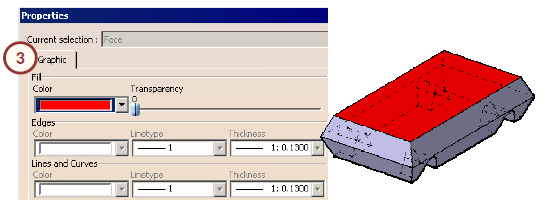 Properties
Current selection : Face
3
Graphic
Fill
Color Transparency
0
Edges
Color Linetype Thickness
1 1: 0.1300
Lines and Curves
Color Linetype Thickness
1 1: 0.1300